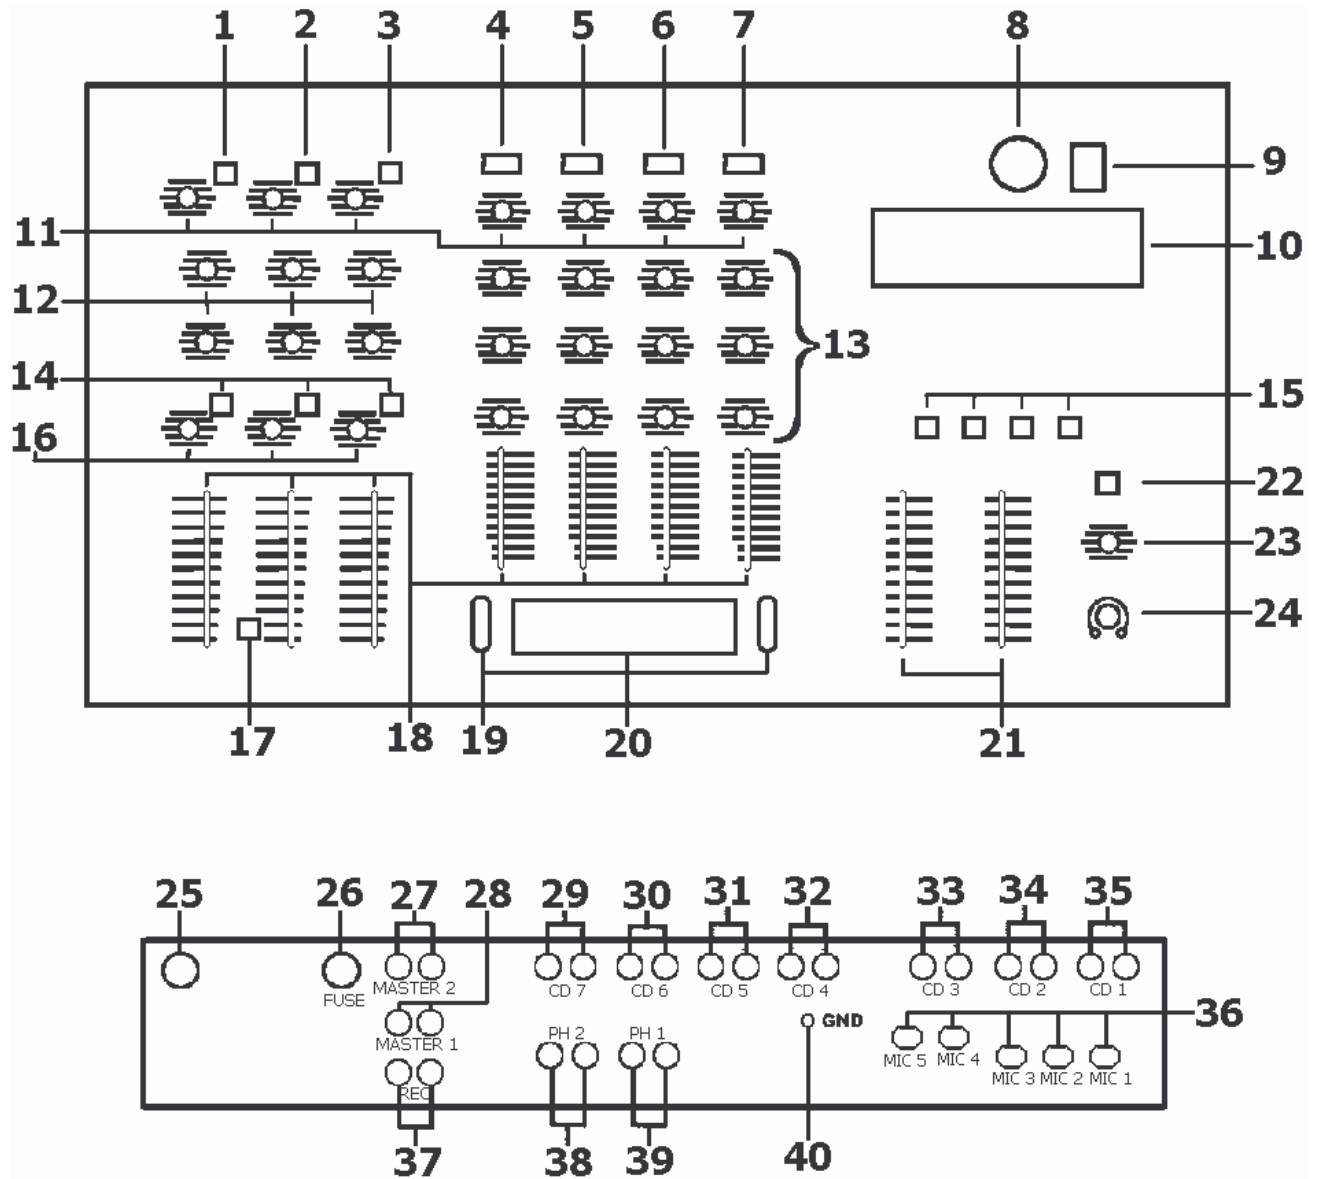 1 2 3 4 5 6 7 8
9
11
10
12
13
14
15
16
22
23
24
17 18 19 20 21
25 26 27 28 29 30 31 32 33 34 35
FUSE MASTER 2 CD 7 CD 6 CD 5 CD 4 CD 3 CD 2 CD 1
36
MASTER 1 PH 2 PH 1 GND MIC 5 MIC 4
MIC 3 MIC 2 MIC 1
REC
37 38 39 40